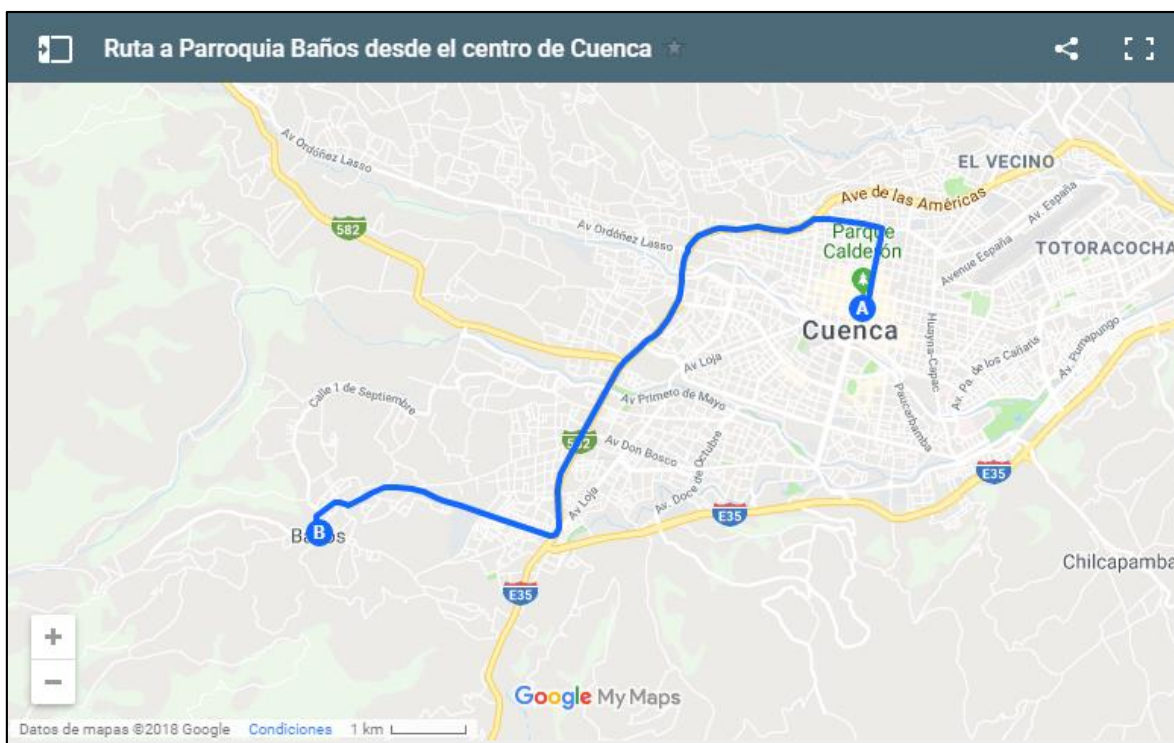 Ruta a Parroquia Baños desde el centro de Cuenca
Av Ordóñez Lasso
EL VECINO
Ave de las Américas
Av. España
582
Av Ordóñez Lasso
Parque
Calderón
Avenue España
TOTORACOCHA
A
Cuenca
Huayna-Capac
Av. Pumapungo
Av. Pa. de los Cañaris
Av Loja
Calle 1 de Septiembre
Av Primero de Mayo
Paucarbamba
582
Av Don Bosco
Av. Doce de Octubre
E35
Av Loja
E35
B
Baños
Chilcapamba
E35
+
−
Google My Maps
Datos de mapas ©2018 Google Condiciones 1 km